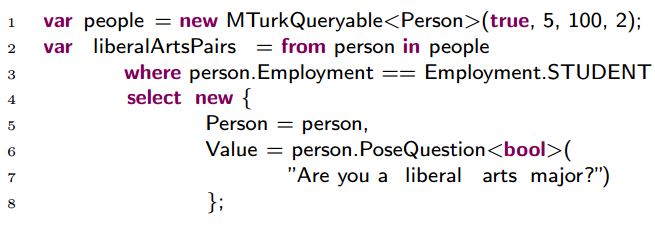 1 var people = new MTurkQueryable<Person>(true, 5, 100, 2);
2 var liberalArtsPairs = from person in people
3 where person.Employment == Employment.STUDENT
4 select new {
5 Person = person,
6 Value = person.PoseQuestion<bool>(
7 "Are you a liberal arts major?")
8 };